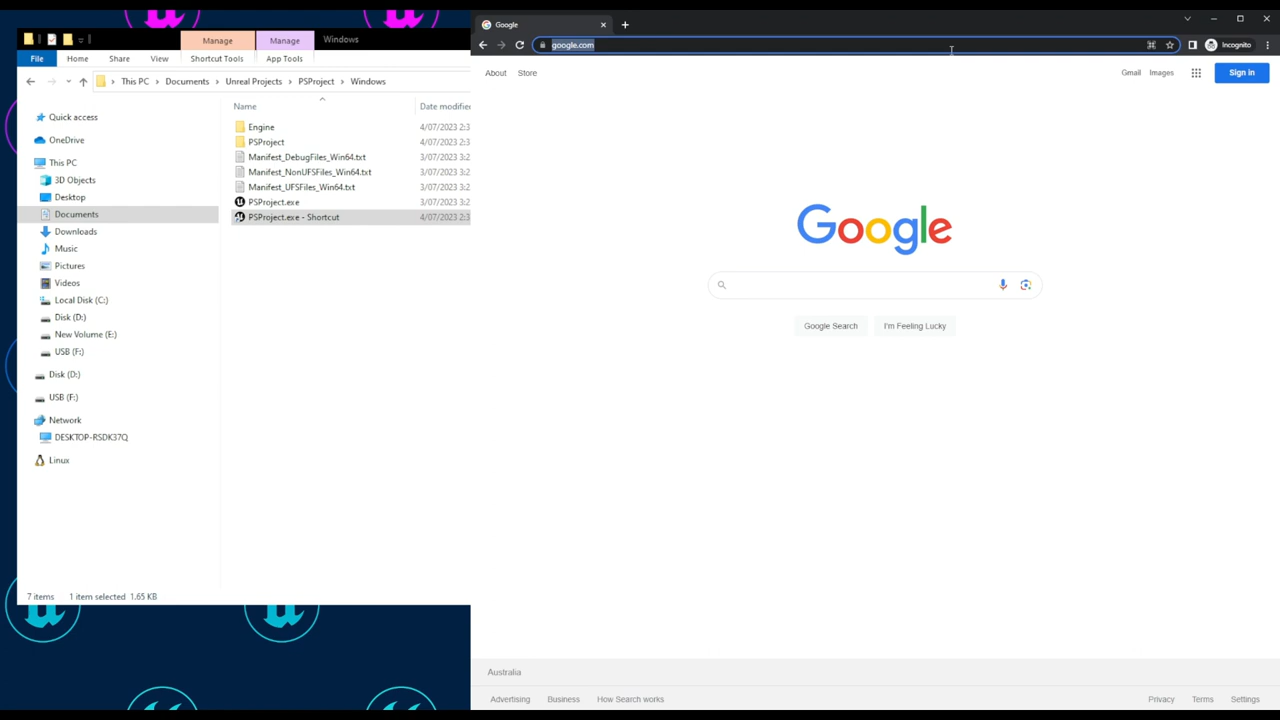 Manage
Manage
Windows
File
Home
Share
View
Shortcut Tools
App Tools
This PC
Documents
Unreal Projects
PSProject
Windows
Quick access
OneDrive
This PC
3D Objects
Desktop
Documents
Downloads
Music
Pictures
Videos
Local Disk (C:)
Disk (D:)
New Volume (E:)
USB (F:)
Disk (D:)
USB (F:)
Network
DESKTOP-RSDK37Q
Linux
Name
Date modified
Engine
4/07/2023 2:3
PSProject
4/07/2023 2:3
Manifest_DebugFiles_Win64.txt
3/07/2023 3:2
Manifest_NonUFSFiles_Win64.txt
3/07/2023 3:2
Manifest_UFSFiles_Win64.txt
3/07/2023 3:2
PSProject.exe
3/07/2023 3:2
PSProject.exe - Shortcut
4/07/2023 2:3
7 items
1 item selected 1.65 KB
Google
google.com
Incognito
About
Store
Gmail
Images
Sign in
Google
Google Search
I'm Feeling Lucky
Australia
Advertising
Business
How Search works
Privacy
Terms
Settings